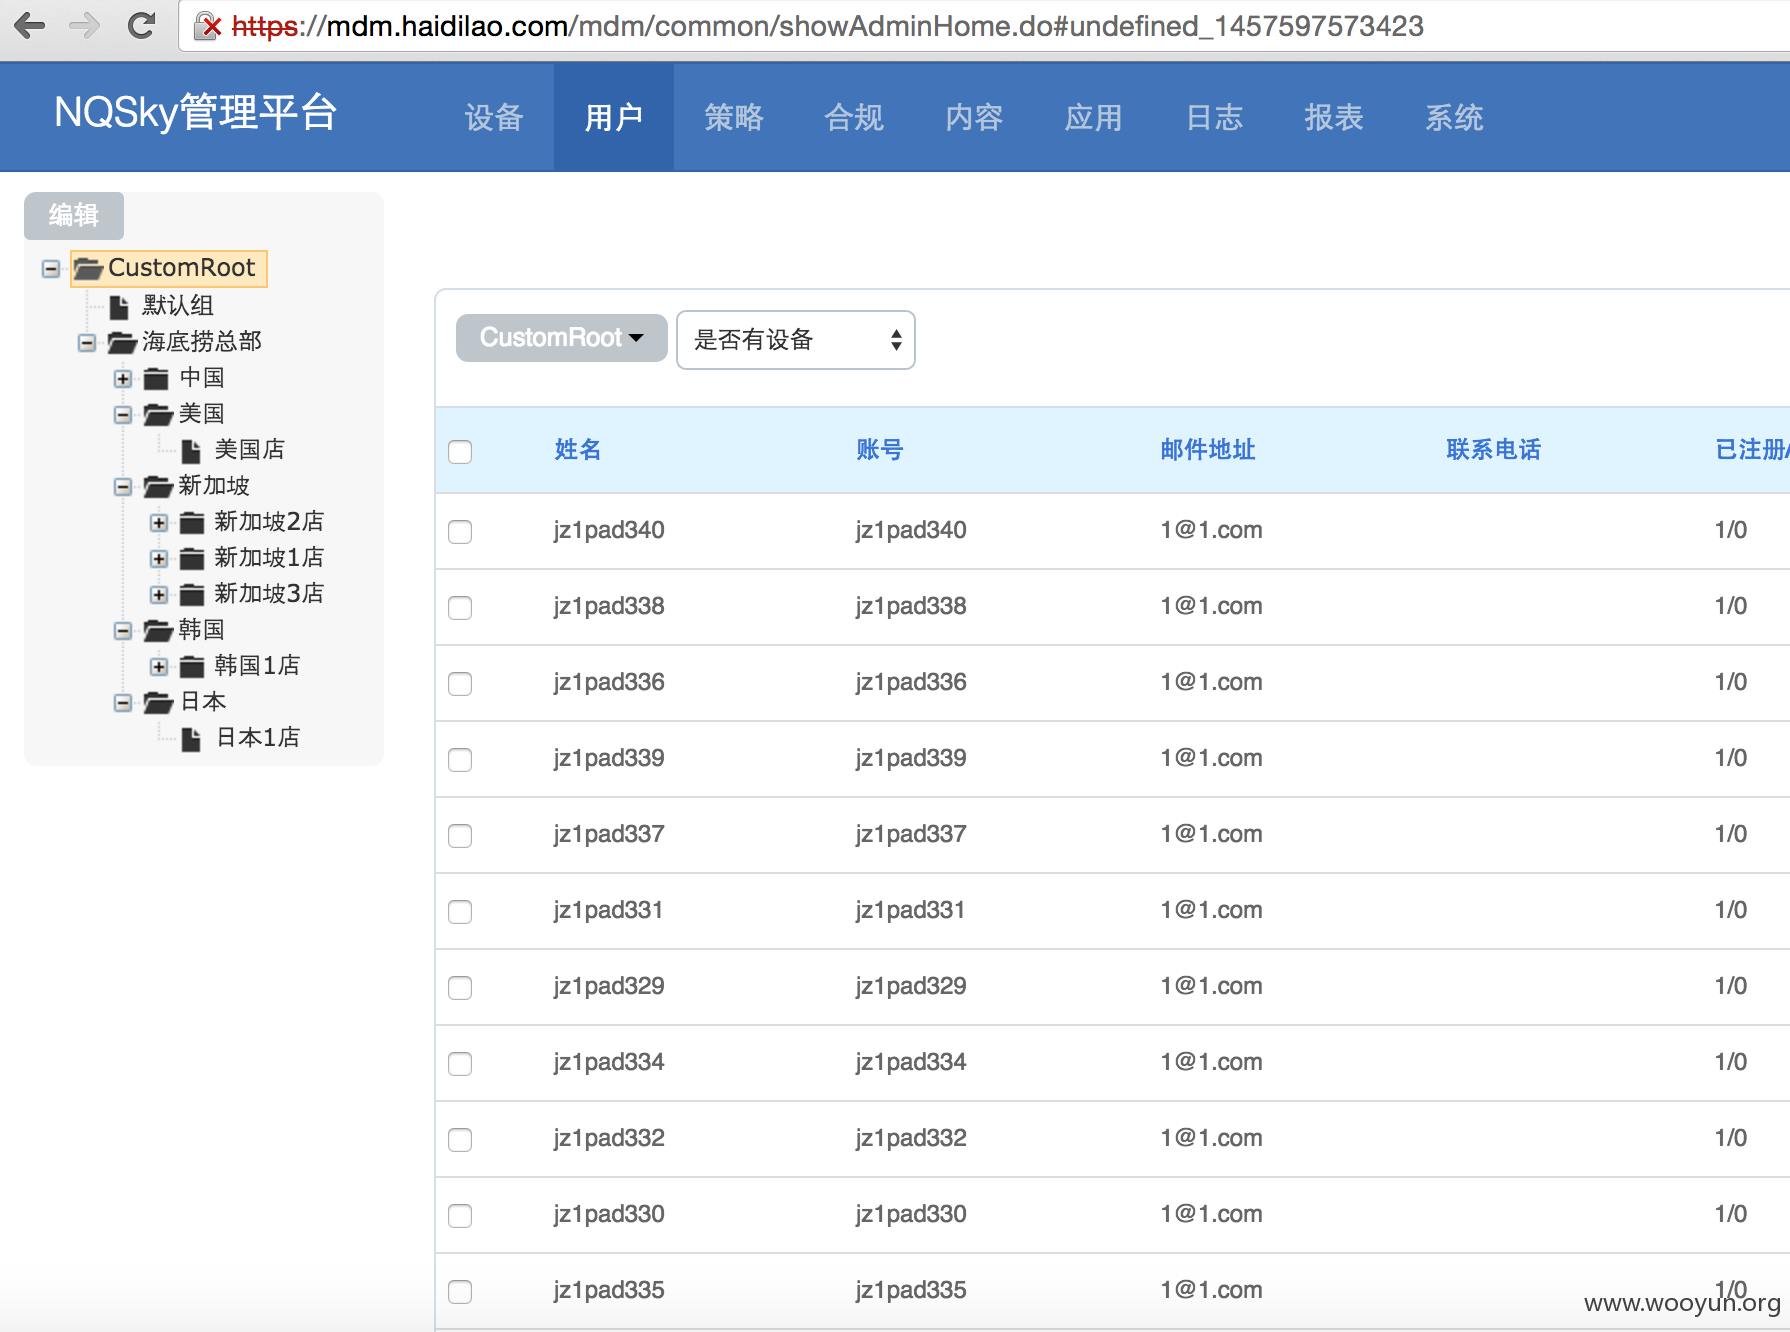 https://mdm.haidilao.com/mdm/common/showAdminHome.do#undefined_1457597573423
NQSky管理平台 设备 用户 策略 合规 内容 应用 日志 报表 系统
编辑
CustomRoot
默认组
海底捞总部
中国
美国
美国店
新加坡
新加坡2店
新加坡1店
新加坡3店
韩国
韩国1店
日本
日本1店
CustomRoot 是否有设备
姓名 账号 邮件地址 联系电话 已注册/
jz1pad340 jz1pad340 1@1.com 1/0
jz1pad338 jz1pad338 1@1.com 1/0
jz1pad336 jz1pad336 1@1.com 1/0
jz1pad339 jz1pad339 1@1.com 1/0
jz1pad337 jz1pad337 1@1.com 1/0
jz1pad331 jz1pad331 1@1.com 1/0
jz1pad329 jz1pad329 1@1.com 1/0
jz1pad334 jz1pad334 1@1.com 1/0
jz1pad332 jz1pad332 1@1.com 1/0
jz1pad330 jz1pad330 1@1.com 1/0
jz1pad335 jz1pad335 1@1.com 1/0
www.wooyun.org